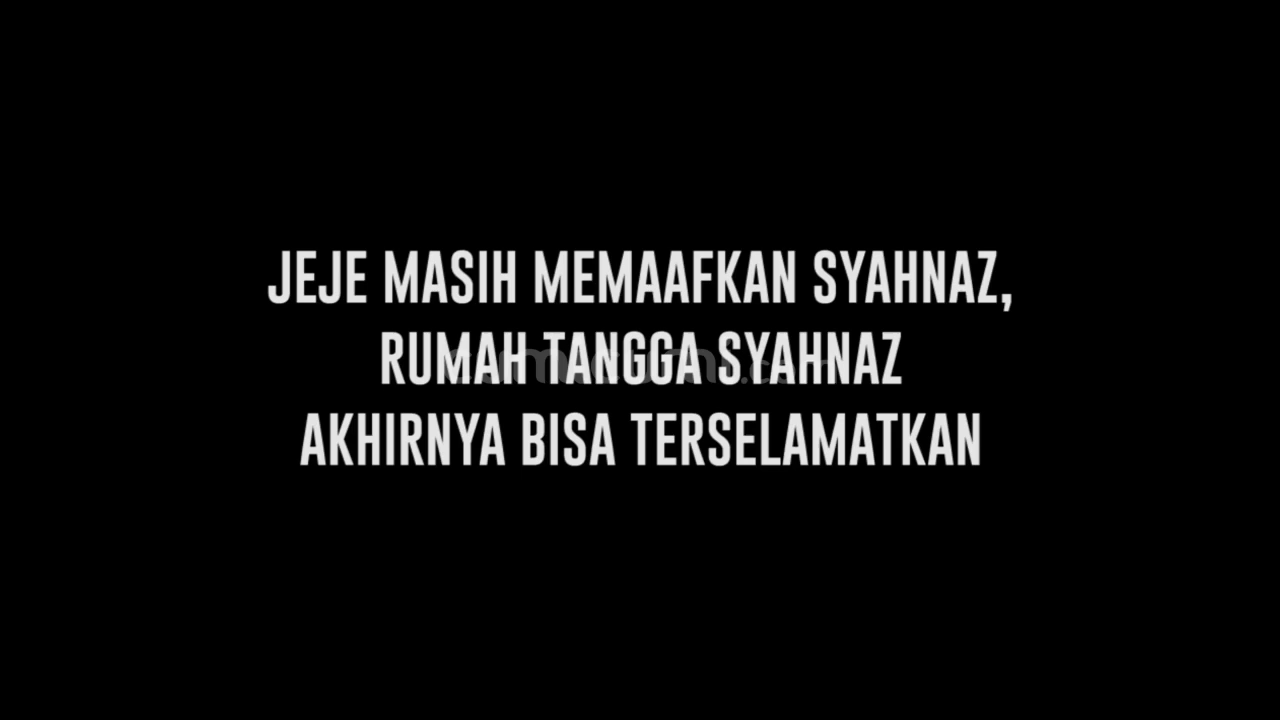 JEJE MASIH MEMAAFKAN SYAHNAZ,
RUMAH TANGGA SYAHNAZ
AKHIRNYA BISA TERSELAMATKAN